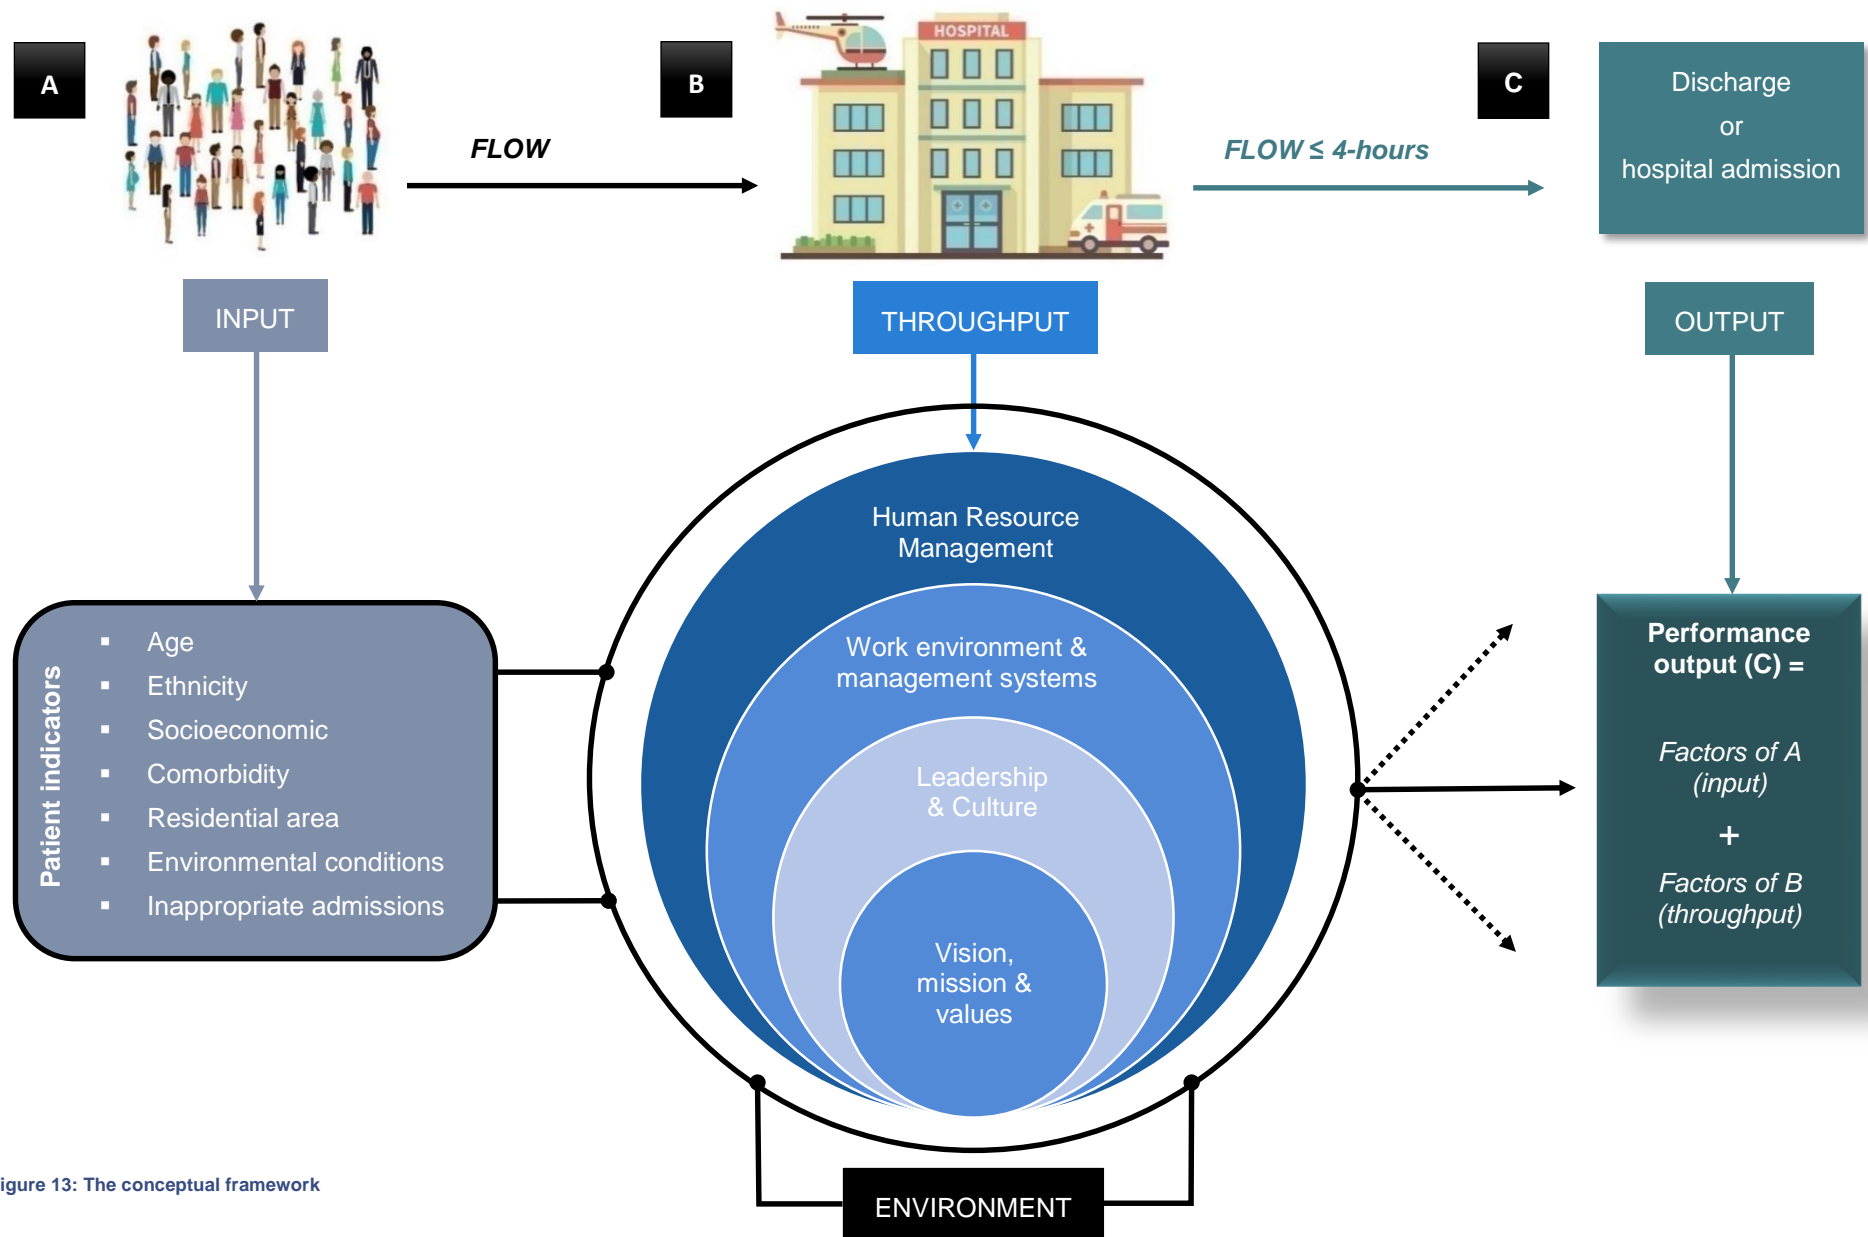 A
B
HOSPITAL
C
Discharge
or
hospital admission
FLOW
FLOW ≤ 4-hours
INPUT
THROUGHPUT
OUTPUT
Patient indicators
▪ Age
▪ Ethnicity
▪ Socioeconomic
▪ Comorbidity
▪ Residential area
▪ Environmental conditions
▪ Inappropriate admissions
Human Resource
Management
Work environment &
management systems
Leadership
& Culture
Vision,
mission &
values
ENVIRONMENT
Performance
output (C) =
Factors of A
(input)
+
Factors of B
(throughput)
igure 13: The conceptual framework